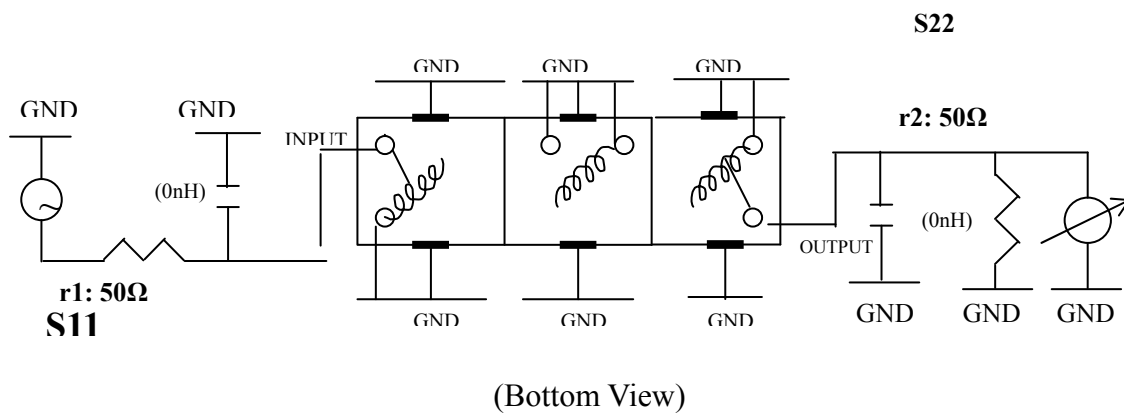 S22
GND GND GND
GND GND r2: 50Ω
INPUT
(0nH) (0nH)
OUTPUT
r1: 50Ω
S11
GND GND GND GND GND GND
(Bottom View)